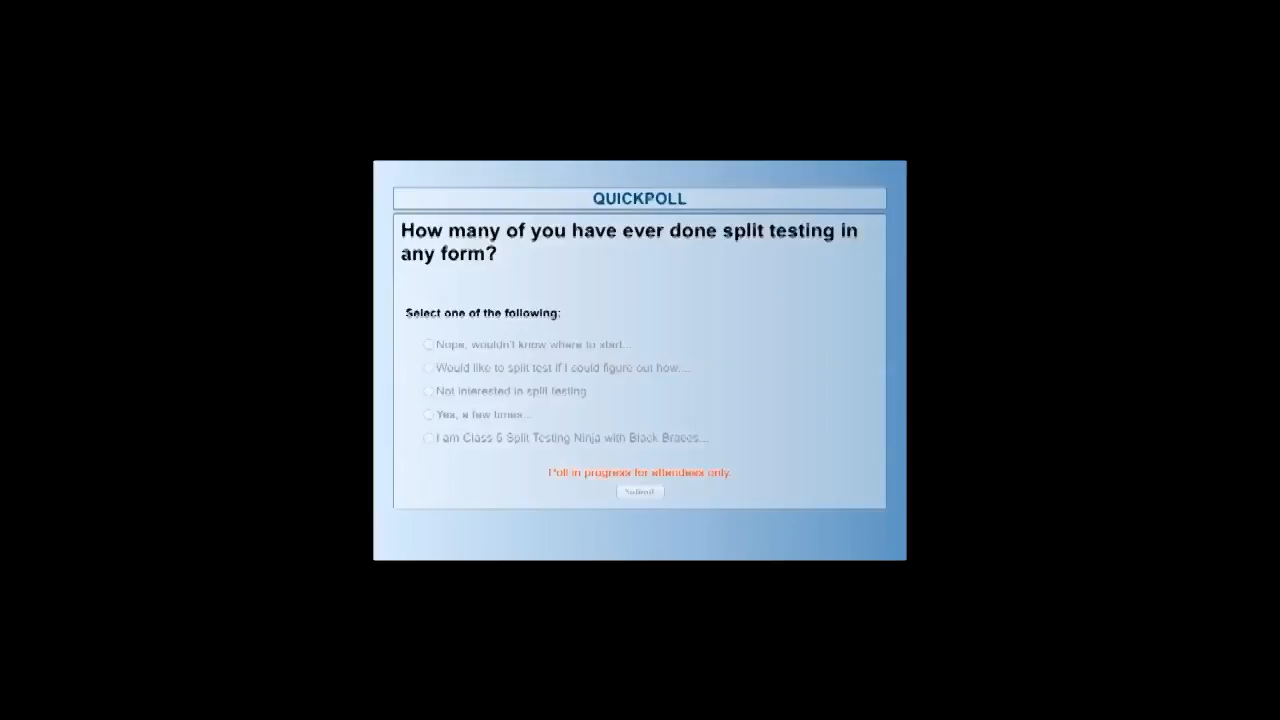 QUICKPOLL
How many of you have ever done split testing in
any form?
Select one of the following:
Nope, wouldn't know where to start...
Would like to split test if I could figure out how....
Not interested in split testing
Yes, a few times...
I am Class 5 Split Testing Ninja with Black Braces...
Poll in progress for attendees only.
Submit